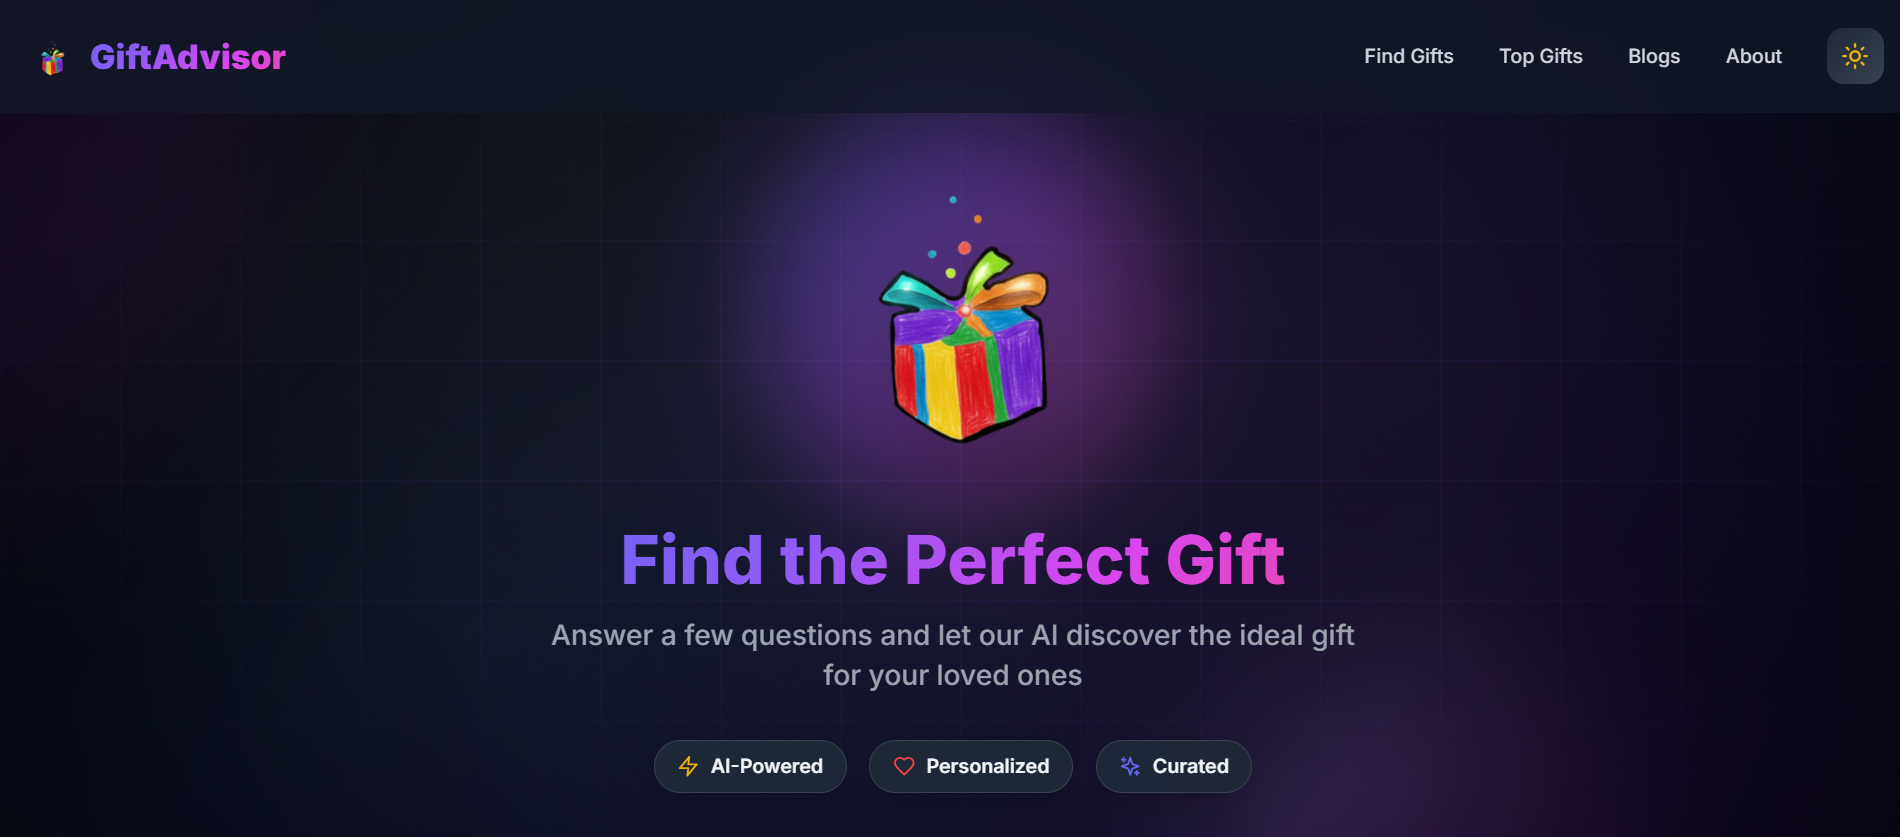 GiftAdvisor
Find Gifts
Top Gifts
Blogs
About
Find the Perfect Gift
Answer a few questions and let our AI discover the ideal gift
for your loved ones
AI-Powered
Personalized
Curated